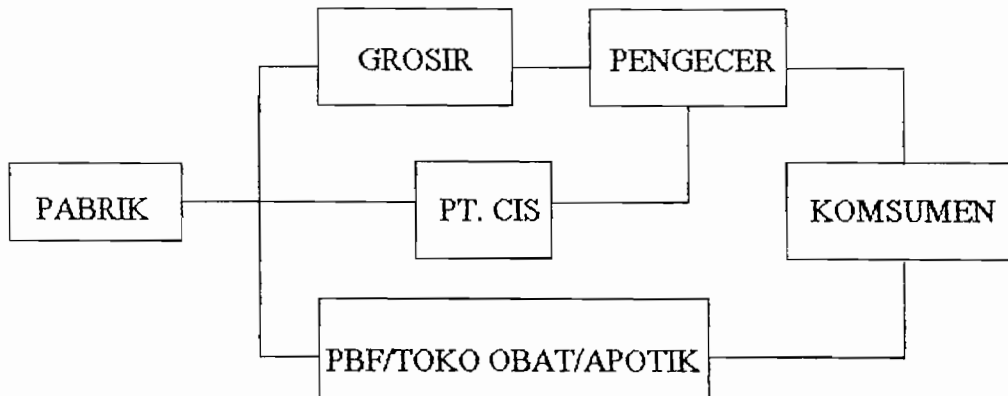 GROSIR
PENGECER
PABRIK
PT. CIS
KOMSUMEN
PBF/TOKO OBAT/APOTIK